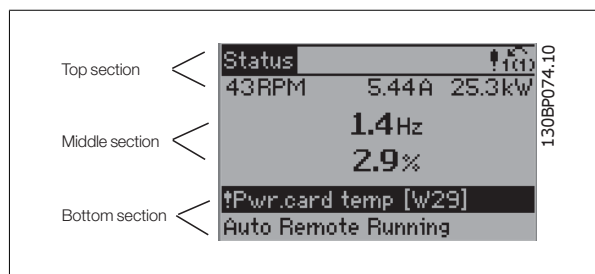 Top section
Middle section
Bottom section
Status !1(1)
43RPM 5.44A 25.3kW
1.4Hz
2.9%
!Pwr.card temp [W29]
Auto Remote Running
130BP074.10